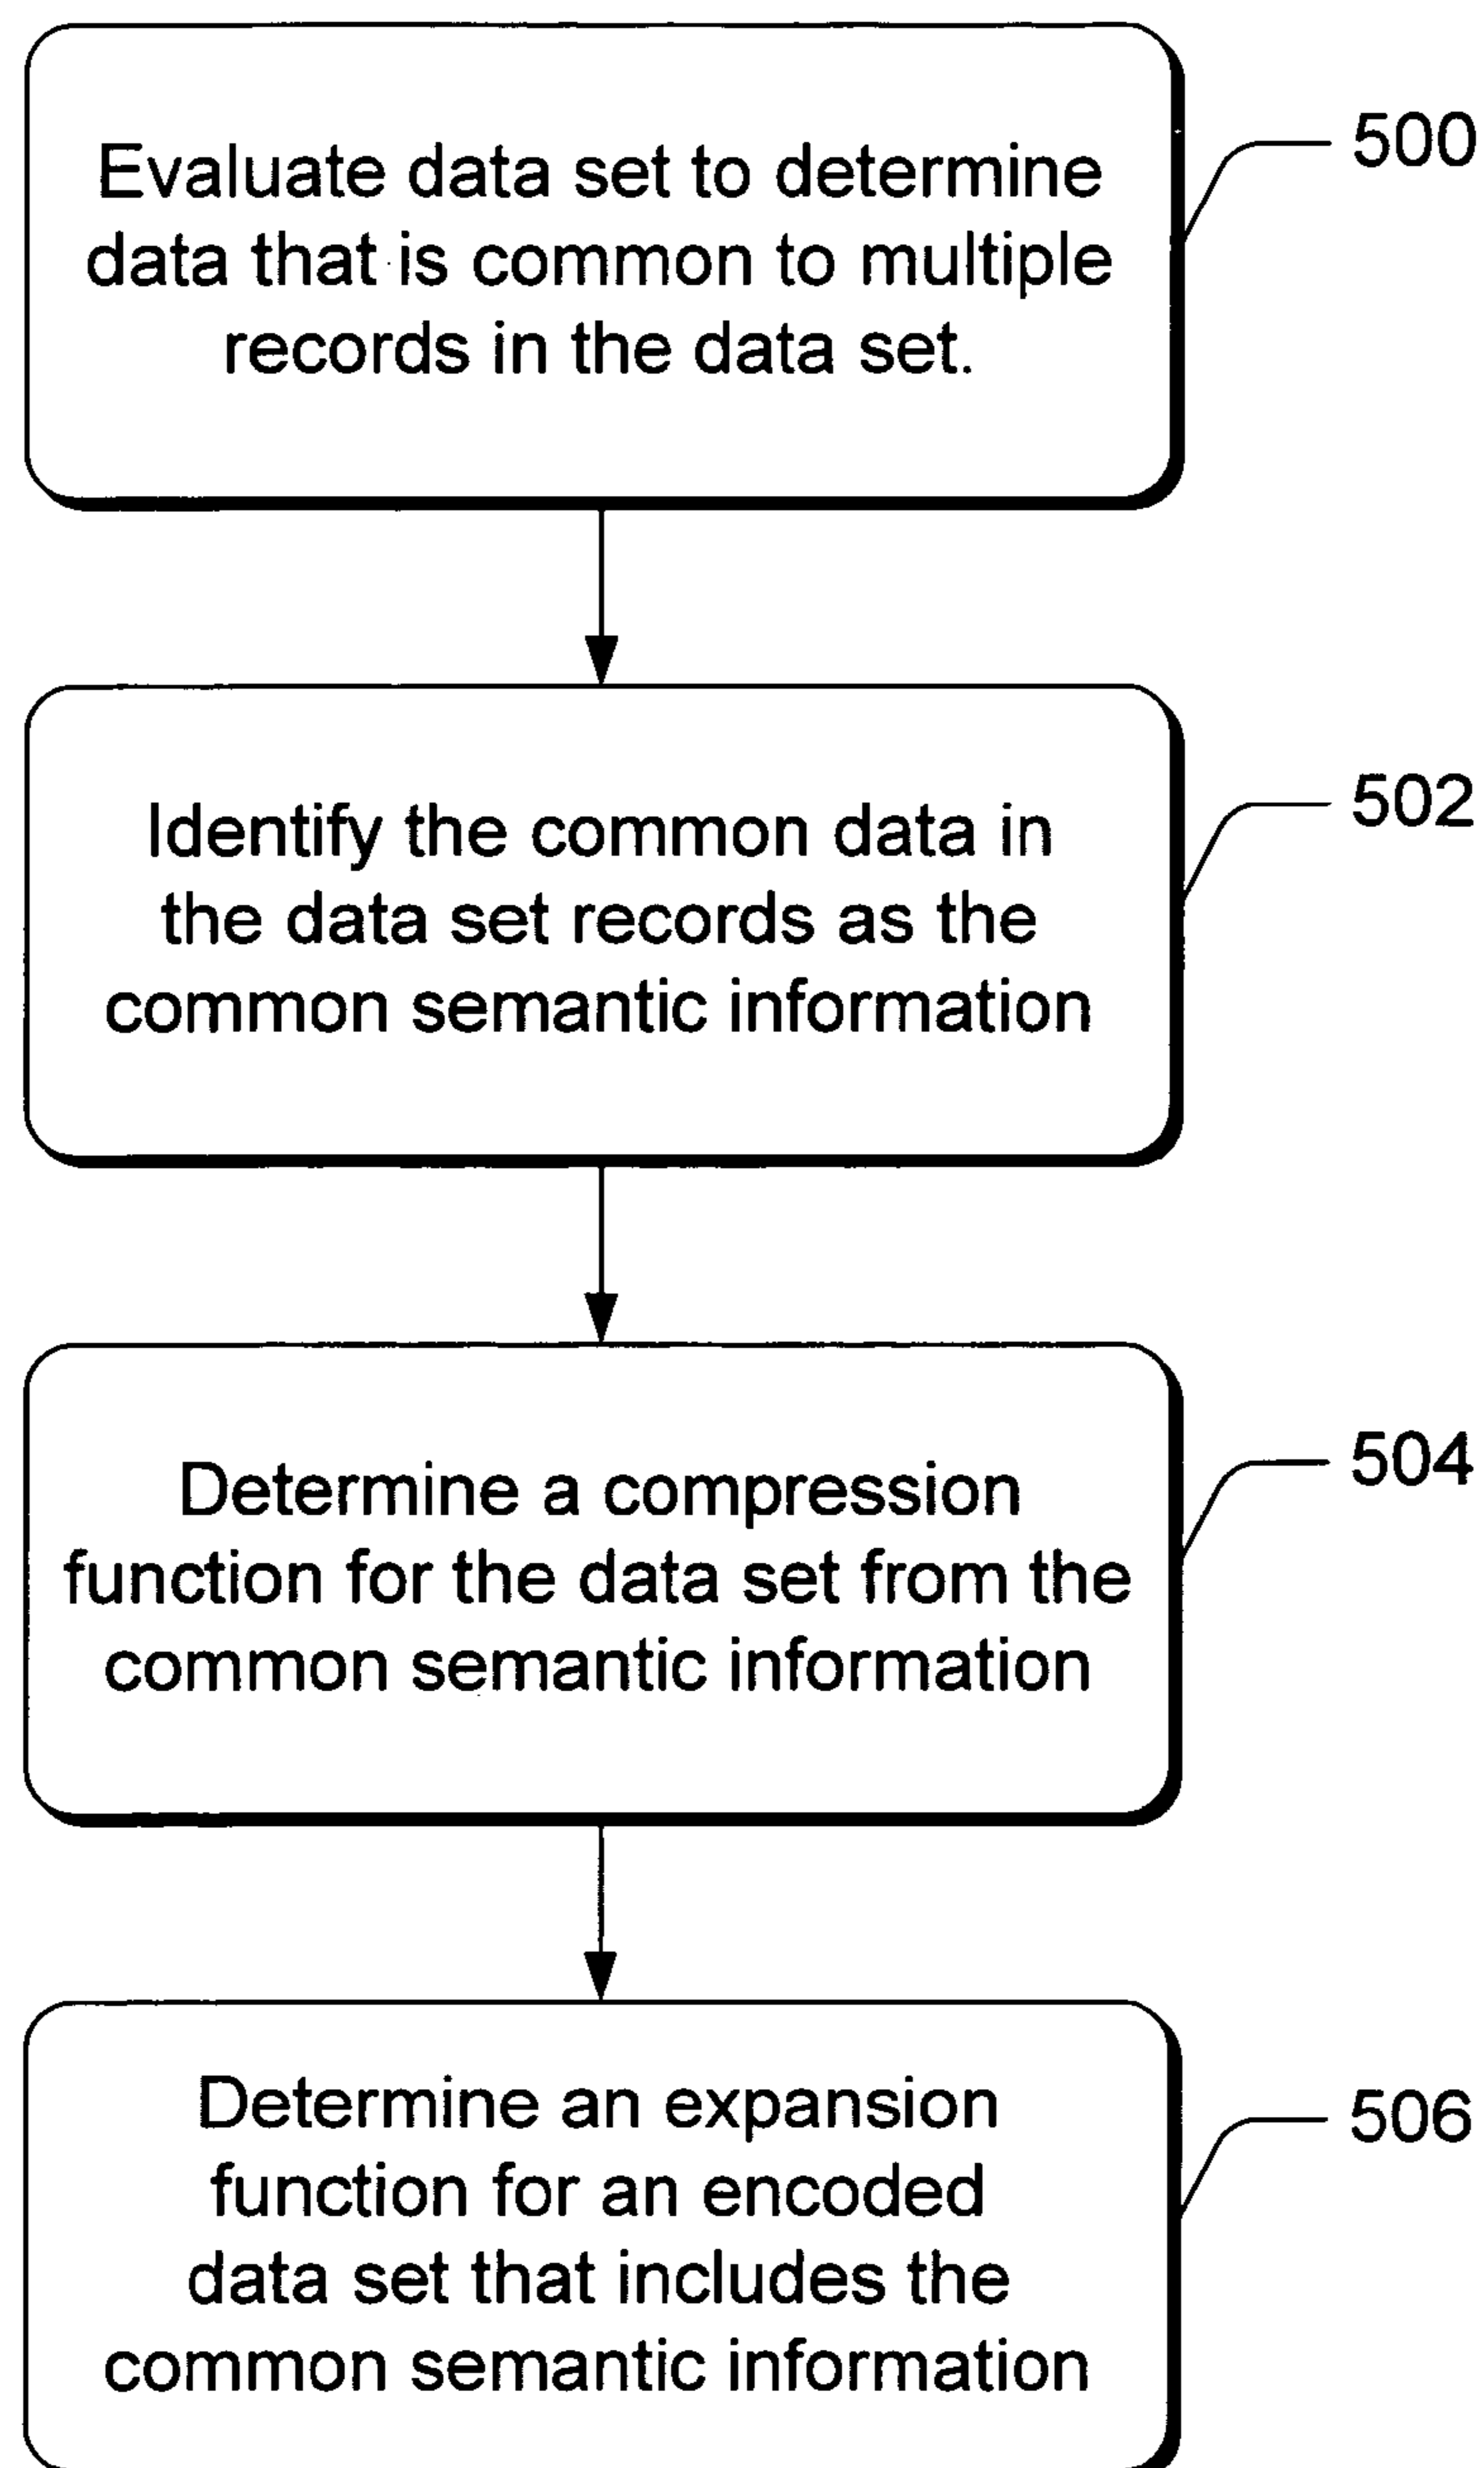 Evaluate data set to determine
data that is common to multiple
records in the data set.
500
Identify the common data in
the data set records as the
common semantic information
502
Determine a compression
function for the data set from the
common semantic information
504
Determine an expansion
function for an encoded
data set that includes the
common semantic information
506